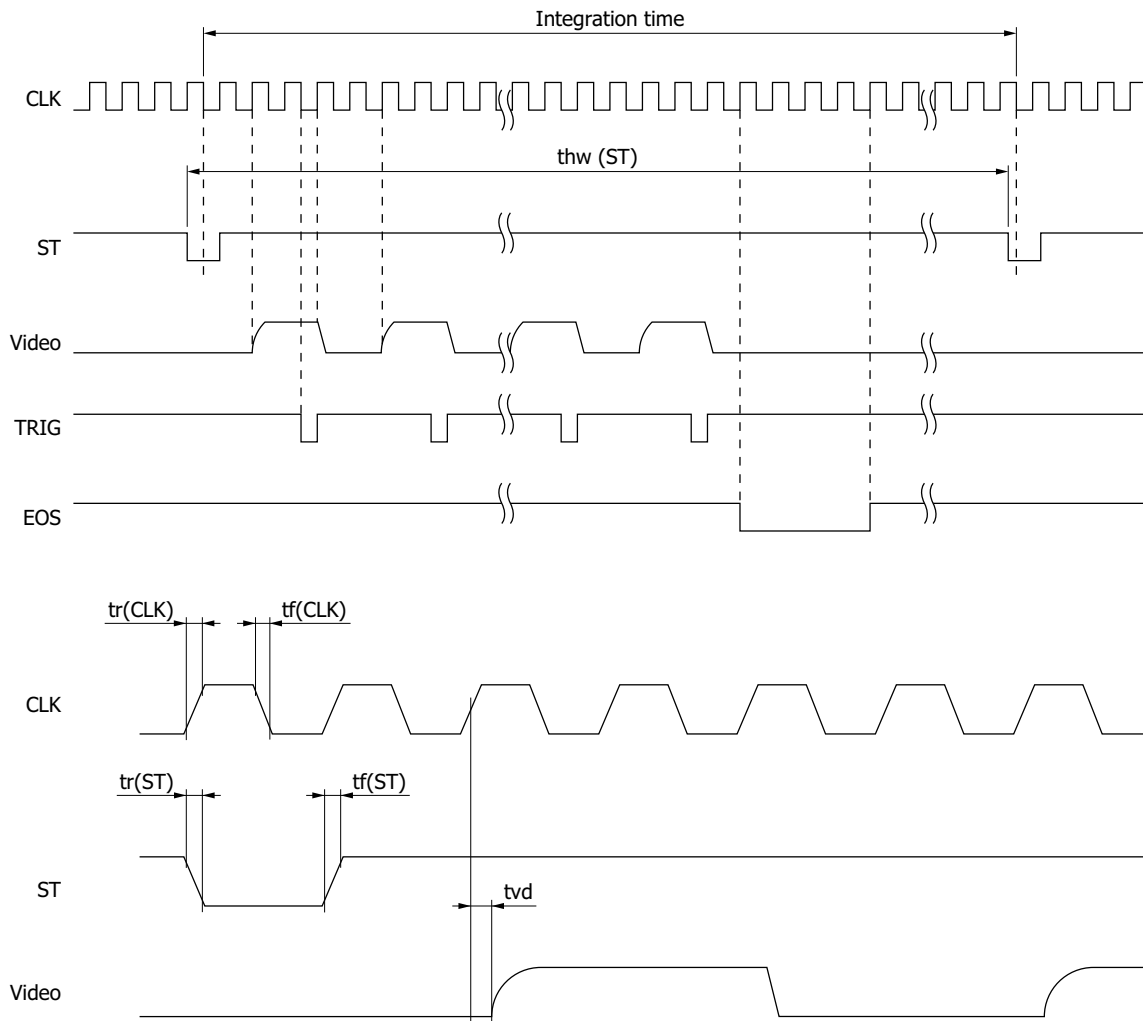 Integration time
CLK
thw (ST)
ST
Video
TRIG
EOS
tr(CLK)
tf(CLK)
CLK
tr(ST)
tf(ST)
ST
tvd
Video